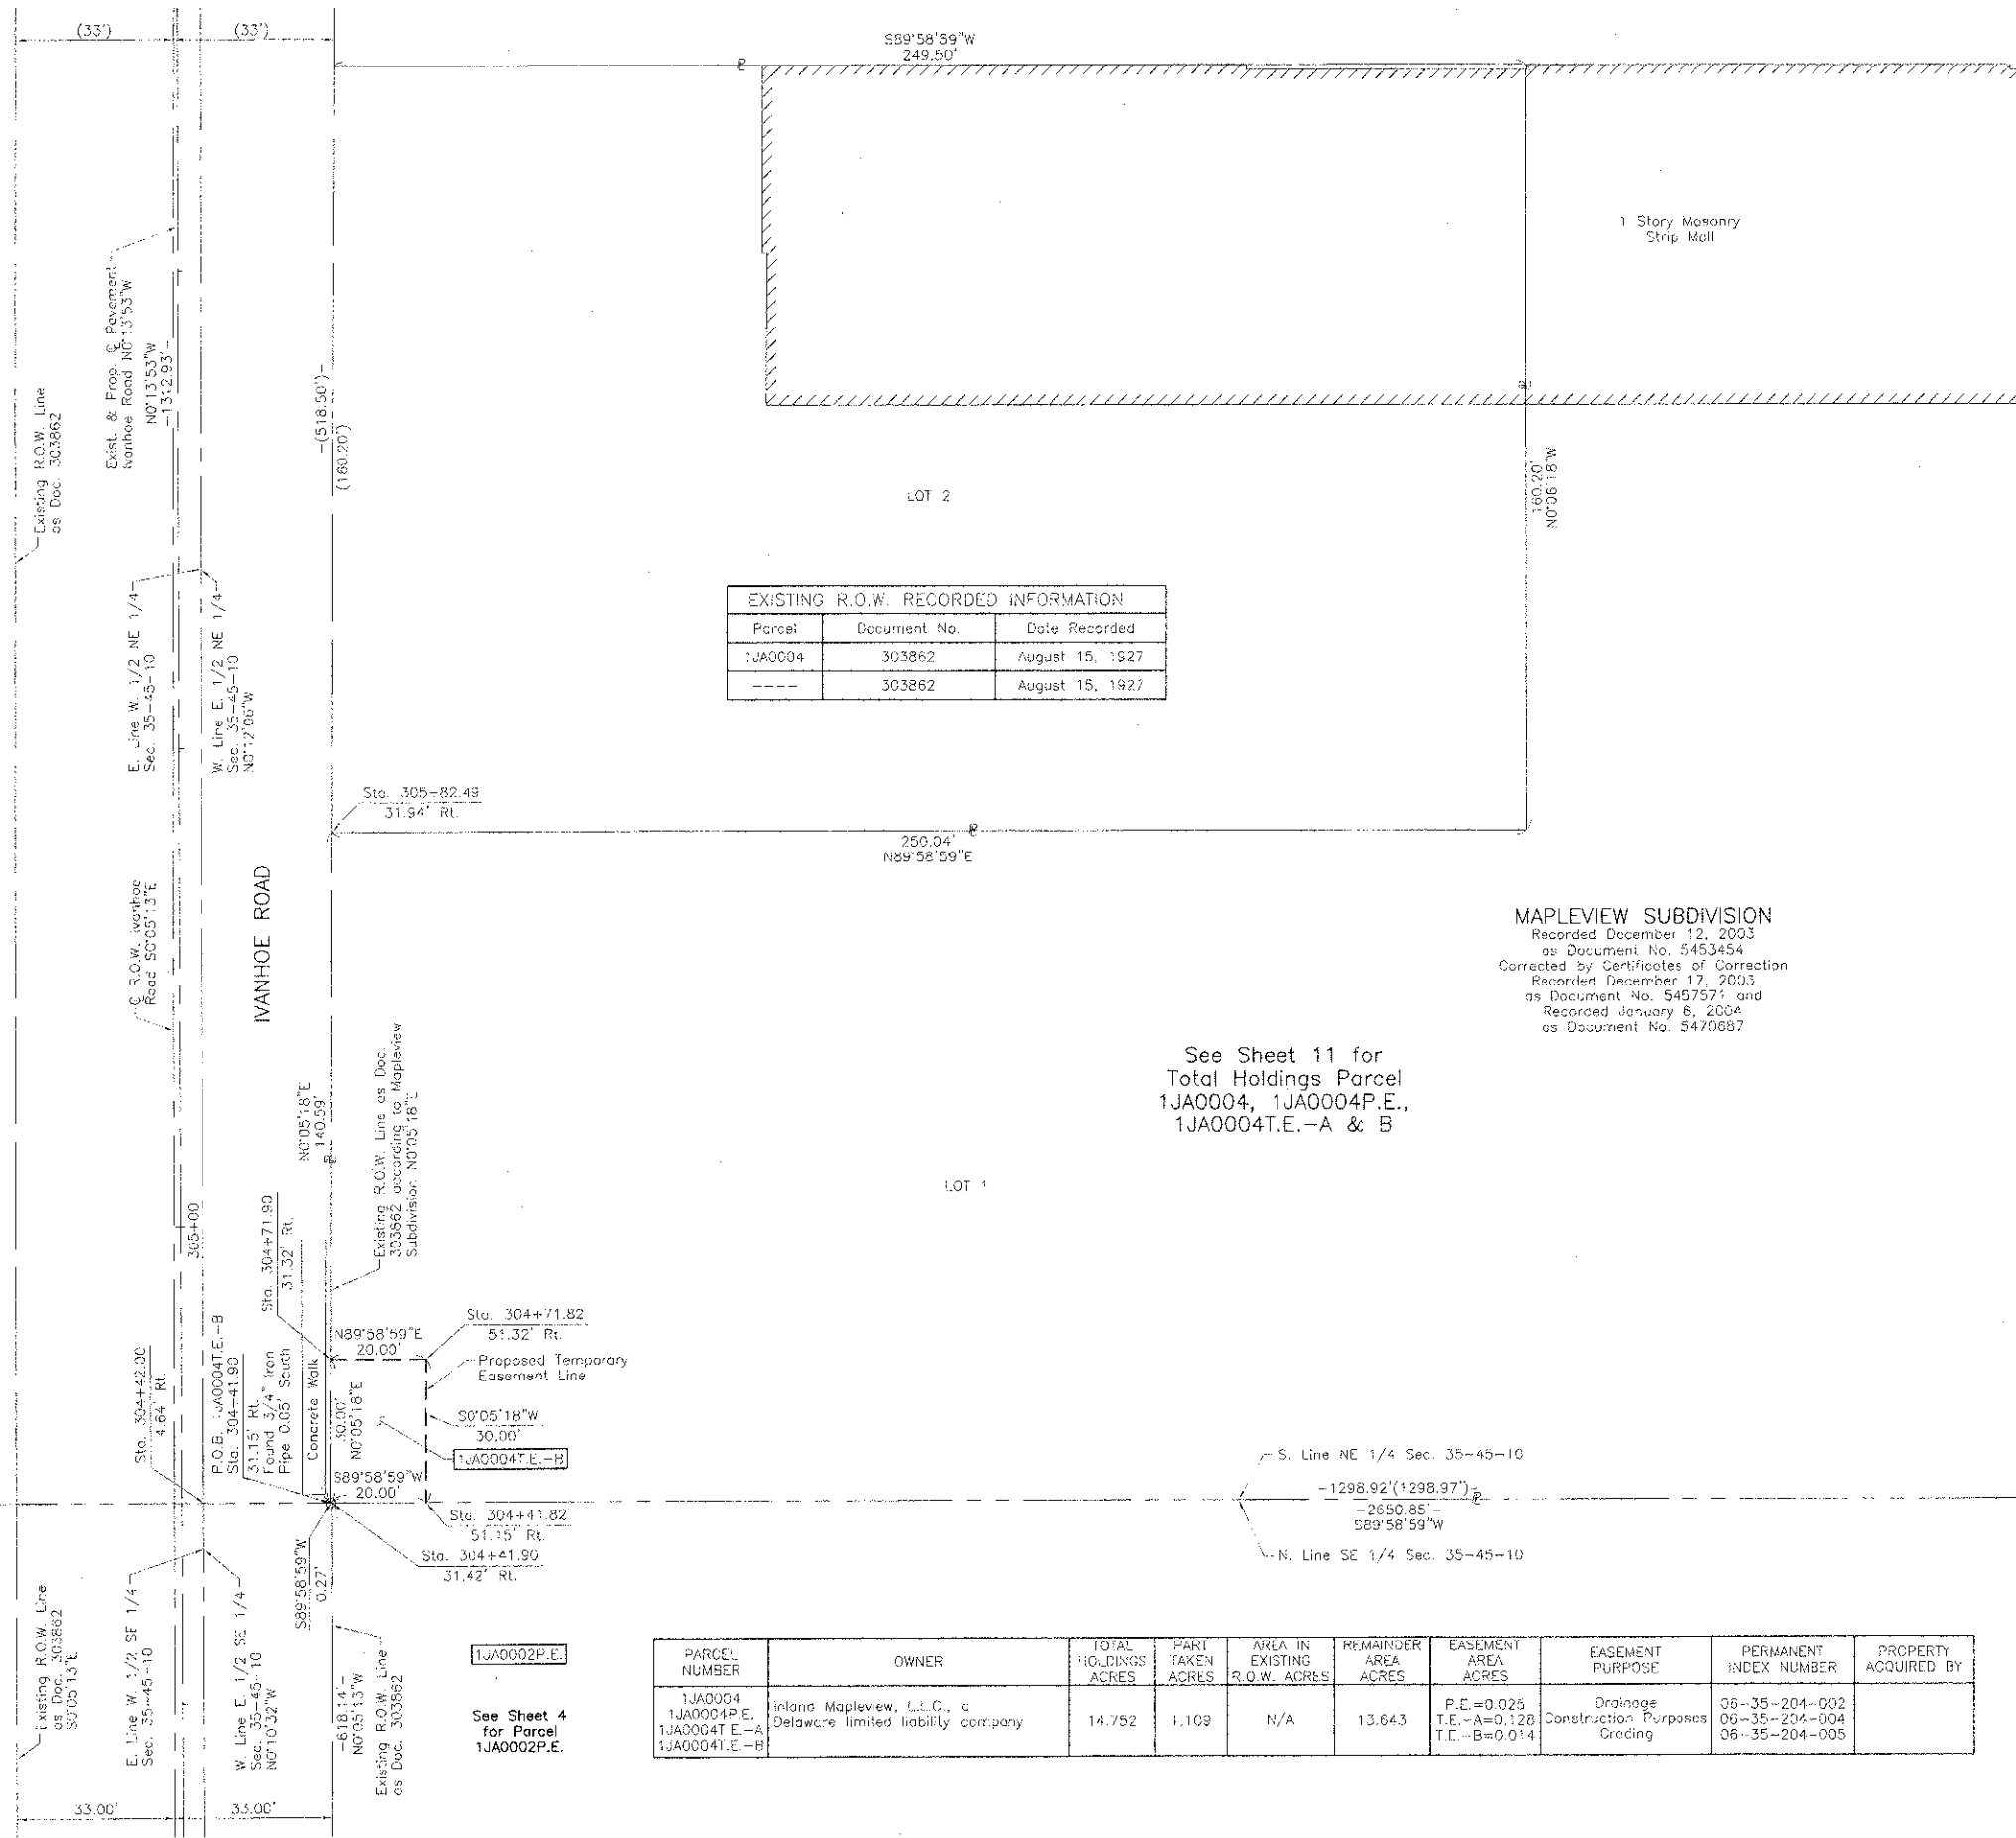 (33')
(33')
S89°58'59"W
249.50'
1 Story Masonry
Strip Mall
Existing R.O.W. Line
as Doc. 303862
Exist. & Prop. ℄ Pavement
Ivanhoe Road N0°13'53"W
N0°13'53"W
-1312.93'-
-(518.50')-
(160.20')
LOT 2
160.20'
N0°06'18"W
E. Line W. 1/2 NE 1/4
Sec. 35-45-10
W. Line E. 1/2 NE 1/4
Sec. 35-45-10
N0°12'06"W
EXISTING R.O.W. RECORDED INFORMATION
Parcel Document No. Date Recorded
1JA0004 303862 August 15, 1927
---- 303862 August 15, 1927
Sta. 305+82.49
31.94' Rt.
250.04'
N89°58'59"E
℄ R.O.W. Ivanhoe
Road S0°05'13"E
IVANHOE ROAD
MAPLEVIEW SUBDIVISION
Recorded December 12, 2003
as Document No. 5453454
Corrected by Certificates of Correction
Recorded December 17, 2003
as Document No. 5457571 and
Recorded January 6, 2004
as Document No. 5470687
See Sheet 11 for
Total Holdings Parcel
1JA0004, 1JA0004P.E.,
1JA0004T.E.-A & B
N0°05'18"E
140.59'
Existing R.O.W. Line as Doc.
303862 according to Mapleview
Subdivision N0°05'18"E
LOT 1
305+00
Sta. 304+71.90
31.32' Rt.
Sta. 304+71.82
51.32' Rt.
N89°58'59"E
20.00'
Proposed Temporary
Easement Line
Sta. 304+42.00
4.64' Rt.
P.O.B. 1JA0004T.E.-B
Sta. 304+41.90
31.15' Rt.
Found 3/4" Iron
Pipe 0.05' South
Concrete Walk
30.00'
N0°05'18"E
S0°05'18"W
30.00'
1JA0004T.E.-B
S89°58'59"W
20.00'
Sta. 304+41.82
51.15' Rt.
Sta. 304+41.90
31.42' Rt.
S89°58'59"W
0.27'
S. Line NE 1/4 Sec. 35-45-10
-1298.92'(1298.97')-
-2650.85'-
S89°58'59"W
N. Line SE 1/4 Sec. 35-45-10
Existing R.O.W. Line
as Doc. 303862
S0°05'13"E
E. Line W. 1/2 SE 1/4
Sec. 35-45-10
W. Line E. 1/2 SE 1/4
Sec. 35-45-10
N0°10'32"W
-618.14'-
N0°05'13"W
Existing R.O.W. Line
as Doc. 303862
1JA0002P.E.
See Sheet 4
for Parcel
1JA0002P.E.
PARCEL NUMBER OWNER TOTAL HOLDINGS ACRES PART TAKEN ACRES AREA IN EXISTING R.O.W. ACRES REMAINDER AREA ACRES EASEMENT AREA ACRES EASEMENT PURPOSE PERMANENT INDEX NUMBER PROPERTY ACQUIRED BY
1JA0004
1JA0004P.E. Inland Mapleview, L.L.C., a P.E.=0.025 Drainage 06-35-204-002
1JA0004T.E.-A Delaware limited liability company 14.752 1.109 N/A 13.643 T.E.-A=0.128 Construction Purposes 06-35-204-004
1JA0004T.E.-B T.E.-B=0.014 Grading 06-35-204-005
33.00'
33.00'